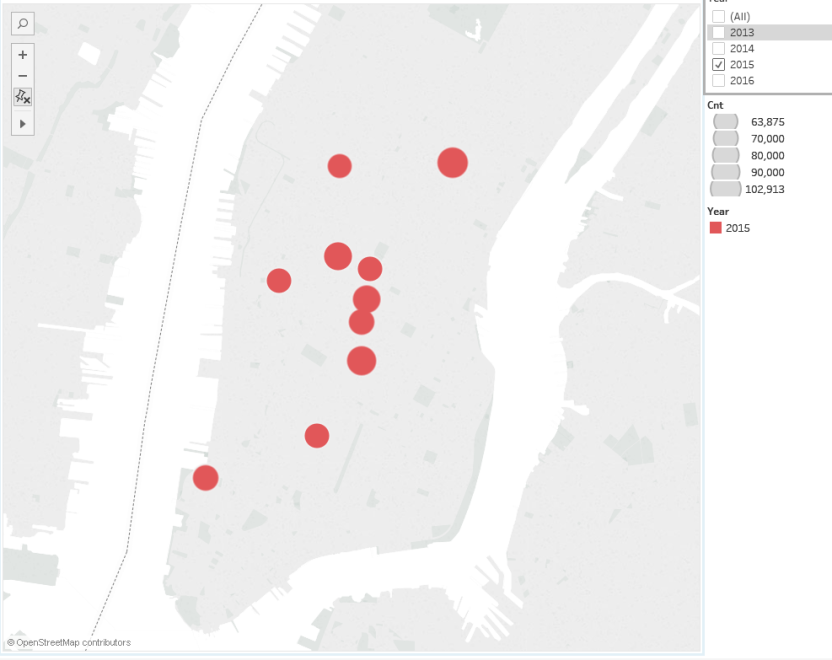 Year
(All)
2013
2014
2015
2016
Cnt
63,875
70,000
80,000
90,000
102,913
Year
2015
© OpenStreetMap contributors